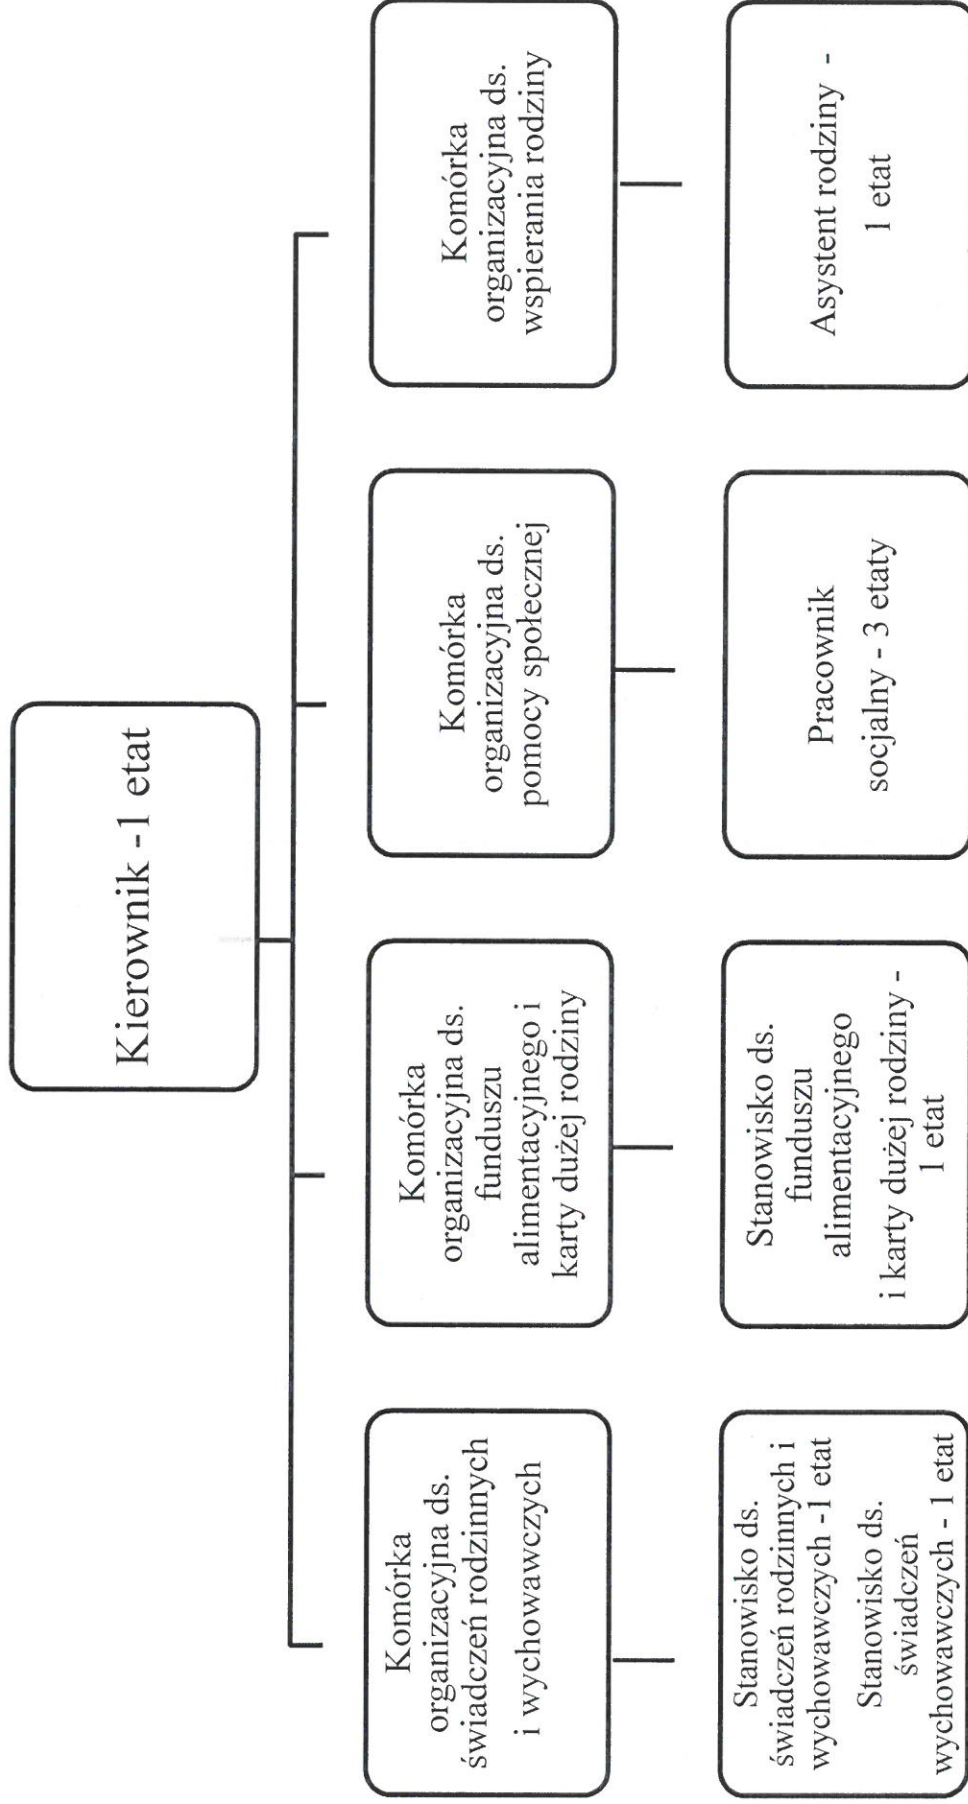 Kierownik -1 etat
Komórka
organizacyjna ds.
świadczeń rodzinnych
i wychowawczych
Komórka
organizacyjna ds.
funduszu
alimentacyjnego i
karty dużej rodziny
Komórka
organizacyjna ds.
pomocy społecznej
Komórka
organizacyjna ds.
wspierania rodziny
Stanowisko ds.
świadczeń rodzinnych i
wychowawczych -1 etat
Stanowisko ds.
świadczeń
wychowawczych - 1 etat
Stanowisko ds.
funduszu
alimentacyjnego
i karty dużej rodziny -
1 etat
Pracownik
socjalny - 3 etaty
Asystent rodziny -
1 etat